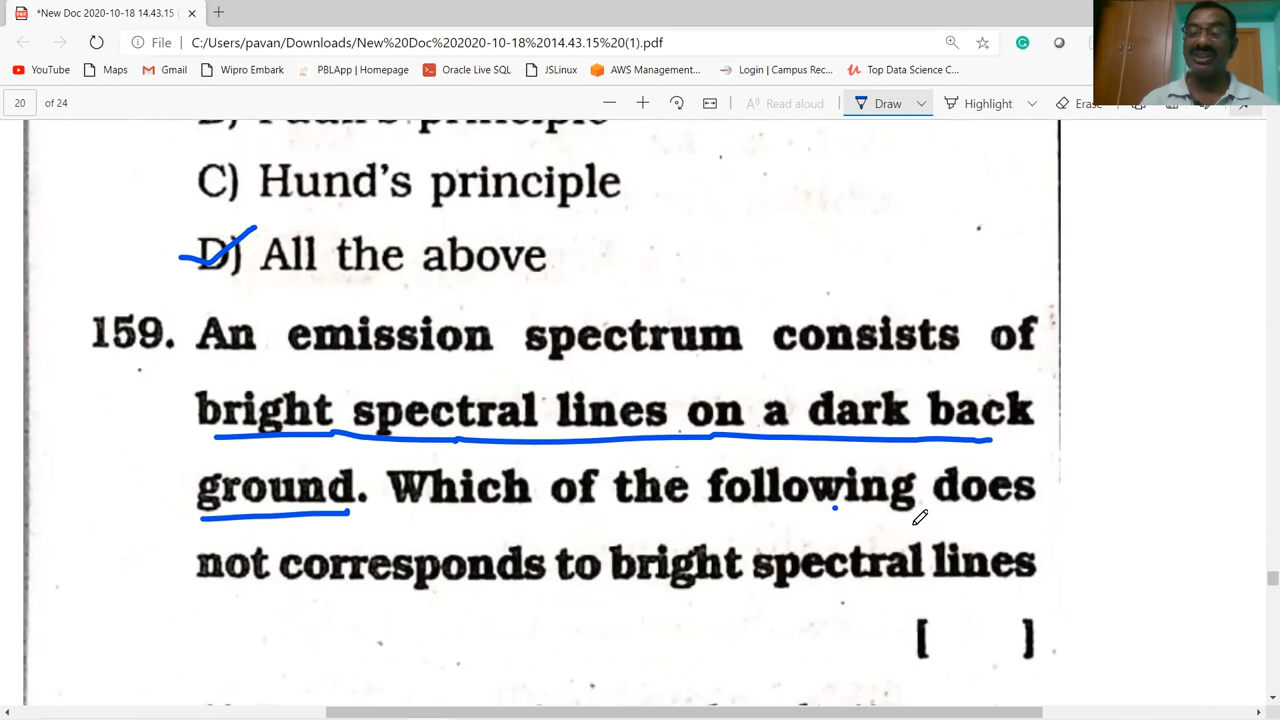 *New Doc 2020-10-18 14.43.15 (
File C:/Users/pavan/Downloads/New%20Doc%202020-10-18%2014.43.15%20(1).pdf
YouTube Maps Gmail Wipro Embark PBLApp | Homepage Oracle Live SQL JSLinux AWS Management... Login | Campus Rec... Top Data Science C...
20 of 24 Read aloud Draw Highlight Erase
principle
C) Hund's principle
D) All the above
159. An emission spectrum consists of
bright spectral lines on a dark back
ground. Which of the following does
not corresponds to bright spectral lines
[ ]